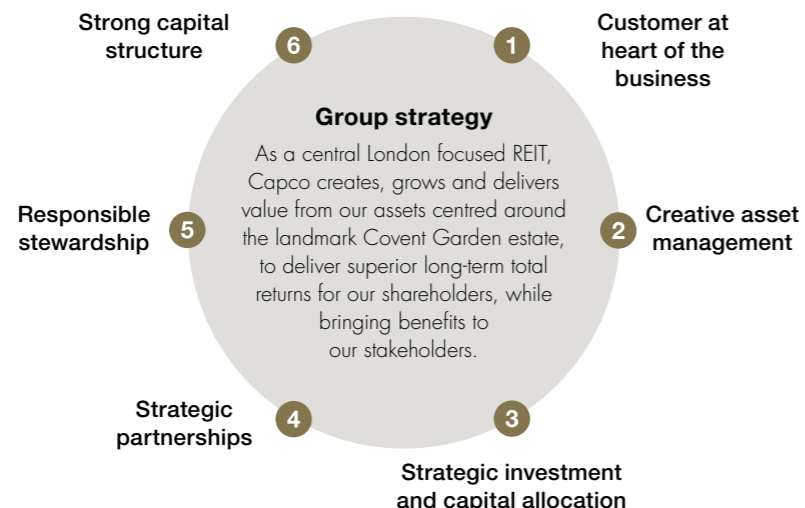 Strong capital
structure
6
1
Customer at
heart of the
business
Group strategy
As a central London focused REIT,
Capco creates, grows and delivers
value from our assets centred around
the landmark Covent Garden estate,
to deliver superior long-term total
returns for our shareholders, while
bringing benefits to
our stakeholders.
Responsible
stewardship
5
2
Creative asset
management
Strategic
partnerships
4
3
Strategic investment
and capital allocation